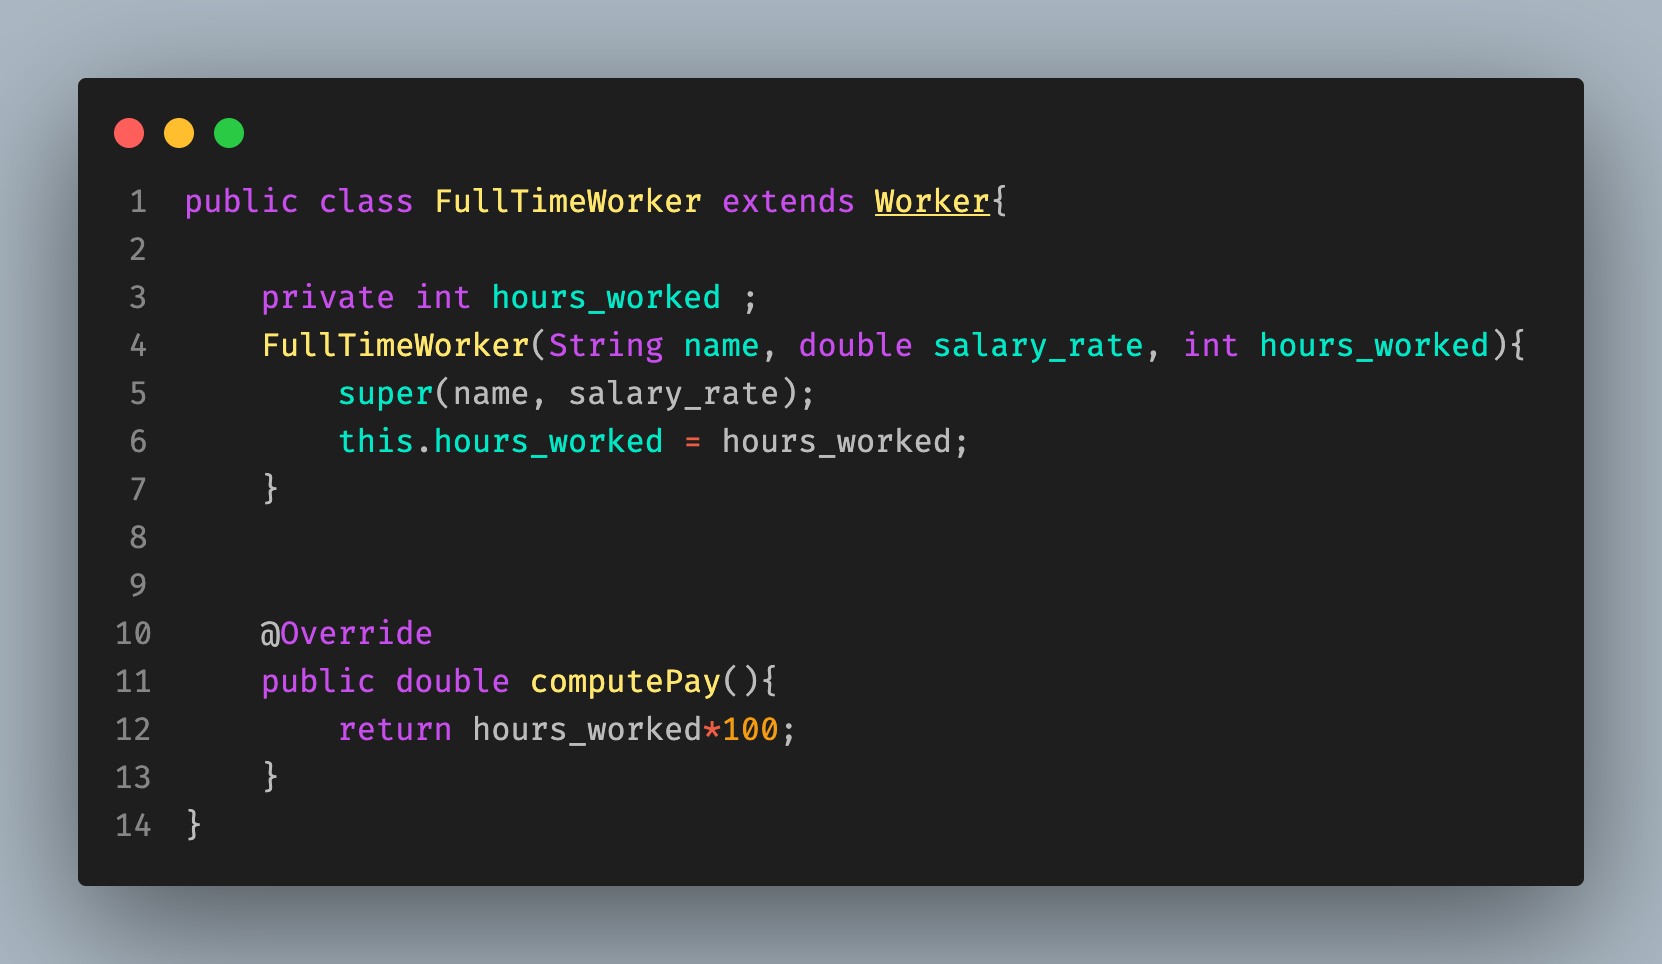 1 public class FullTimeWorker extends Worker{
2
3     private int hours_worked ;
4     FullTimeWorker(String name, double salary_rate, int hours_worked){
5         super(name, salary_rate);
6         this.hours_worked = hours_worked;
7     }
8
9
10     @Override
11     public double computePay(){
12         return hours_worked*100;
13     }
14 }